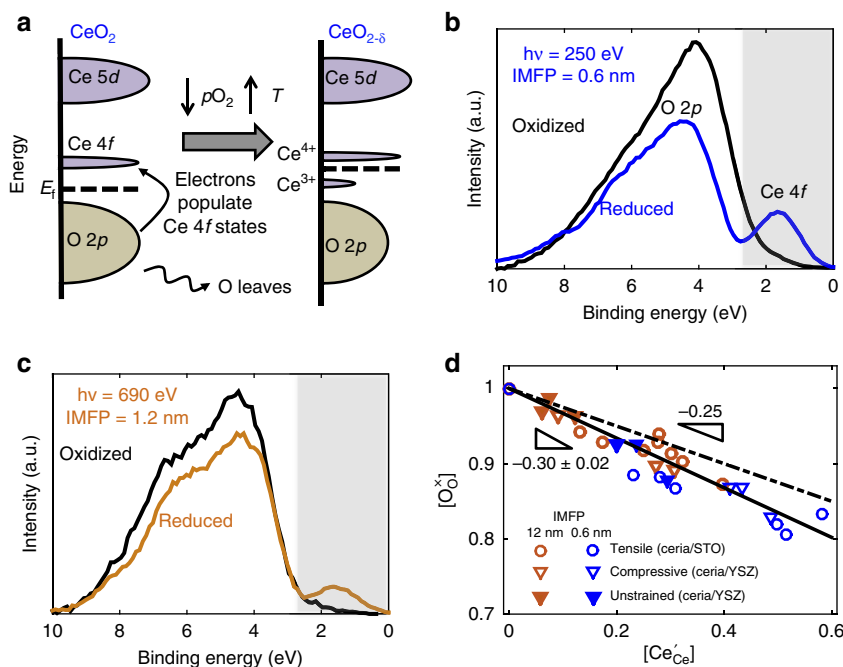 a
CeO2
CeO2-δ
Ce 5d
Ce 5d
pO2
T
Ce 4f
Ce4+
Ef
Electrons
populate
Ce 4f states
Ce3+
O 2p
O 2p
O leaves
Energy
b
hν = 250 eV
IMFP = 0.6 nm
Oxidized
O 2p
Ce 4f
Reduced
Intensity (a.u.)
10 8 6 4 2 0
Binding energy (eV)
c
hν = 690 eV
IMFP = 1.2 nm
Oxidized
Reduced
Intensity (a.u.)
10 8 6 4 2 0
Binding energy (eV)
d
1
0.9
0.8
0.7
[OO×]
–0.25
–0.30 ± 0.02
IMFP
12 nm 0.6 nm
Tensile (ceria/STO)
Compressive (ceria/YSZ)
Unstrained (ceria/YSZ)
0 0.2 0.4 0.6
[Ce′Ce]